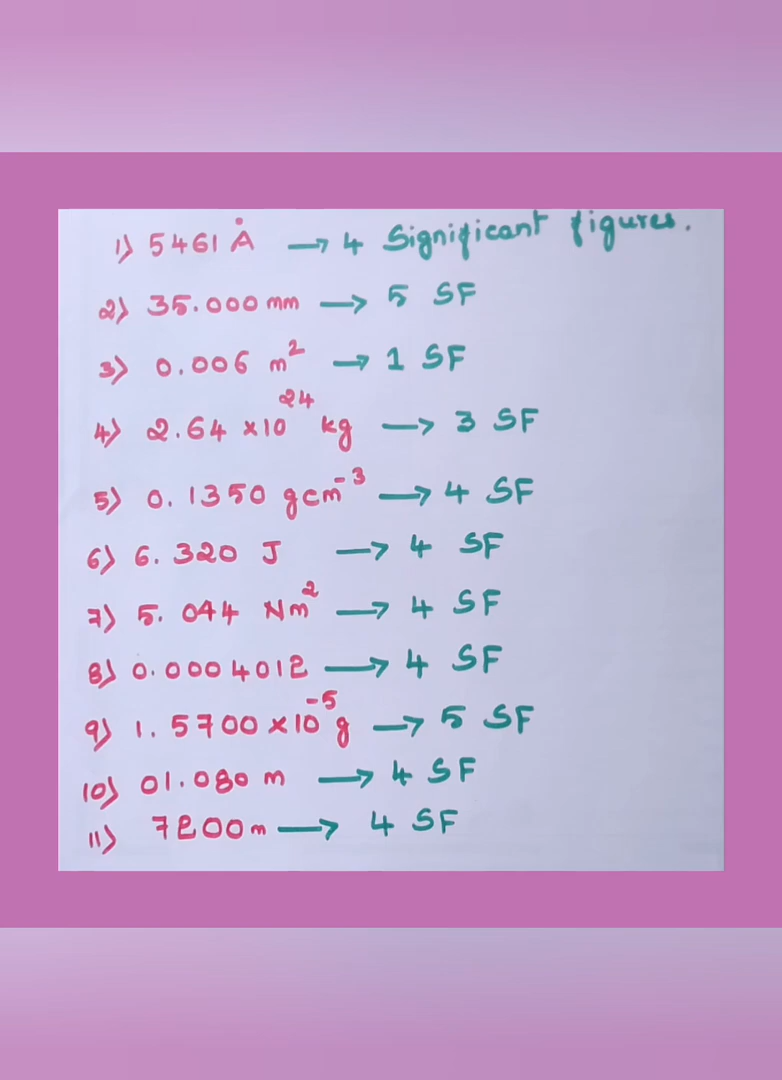 1) 5461 Å → 4 Significant figures.
2) 35.000 mm → 5 SF
3) 0.006 m² → 1 SF
4) 2.64 ×10²⁴ kg → 3 SF
5) 0.1350 gcm⁻³ → 4 SF
6) 6.320 J → 4 SF
7) 5.044 Nm² → 4 SF
8) 0.0004012 → 4 SF
9) 1.5700 ×10⁻⁵ g → 5 SF
10) 01.080 m → 4 SF
11) 7200 m → 4 SF